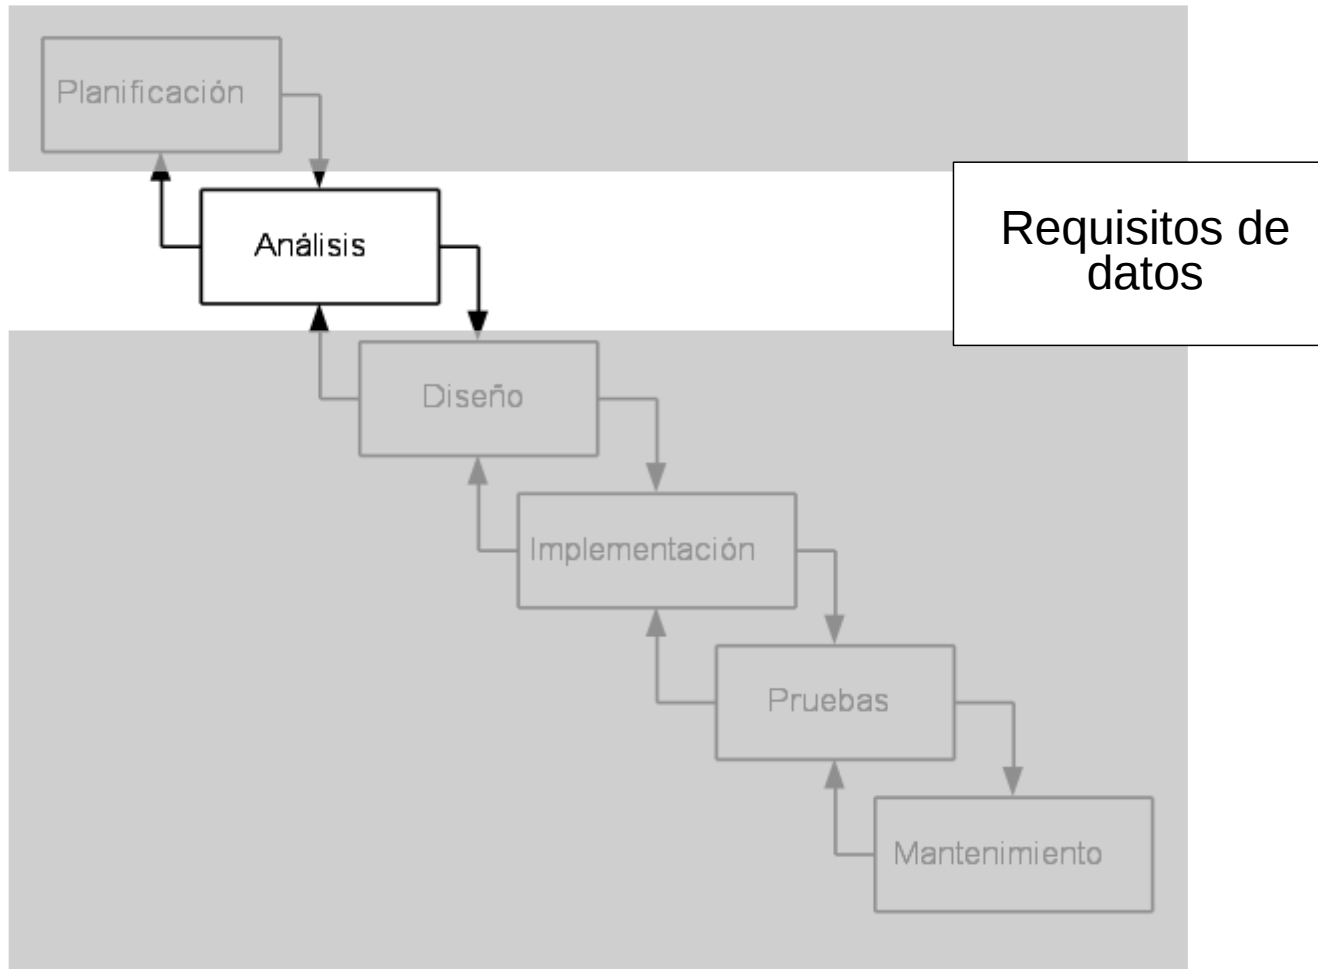 Planificación
Análisis
Requisitos de
datos
Diseño
Implementación
Pruebas
Mantenimiento